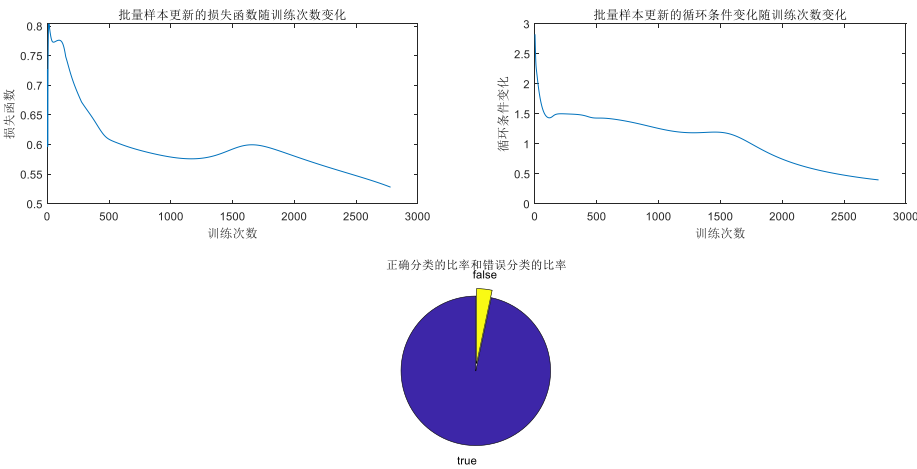 批量样本更新的损失函数随训练次数变化
0.8
0.75
0.7
0.65
0.6
0.55
0.5
损失函数
0 500 1000 1500 2000 2500 3000
训练次数
批量样本更新的循环条件变化随训练次数变化
3
2.5
2
1.5
1
0.5
0
循环条件变化
0 500 1000 1500 2000 2500 3000
训练次数
正确分类的比率和错误分类的比率
false
true